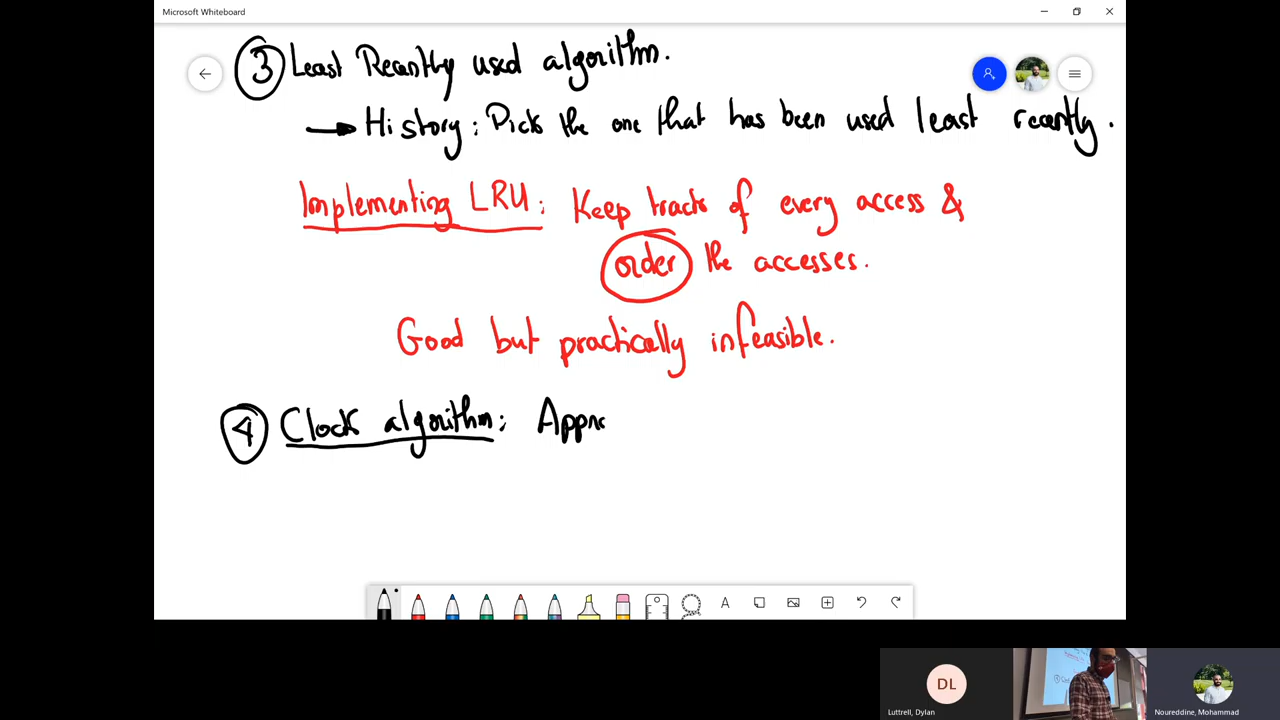 Microsoft Whiteboard
3 Least Recently used algorithm.
History: Picks the one that has been used least recently.
Implementing LRU: Keep track of every access &
order the accesses.
Good but practically infeasible.
4 Clock algorithm: Appro
A
DL
Luttrell, Dylan
Noureddine, Mohammad